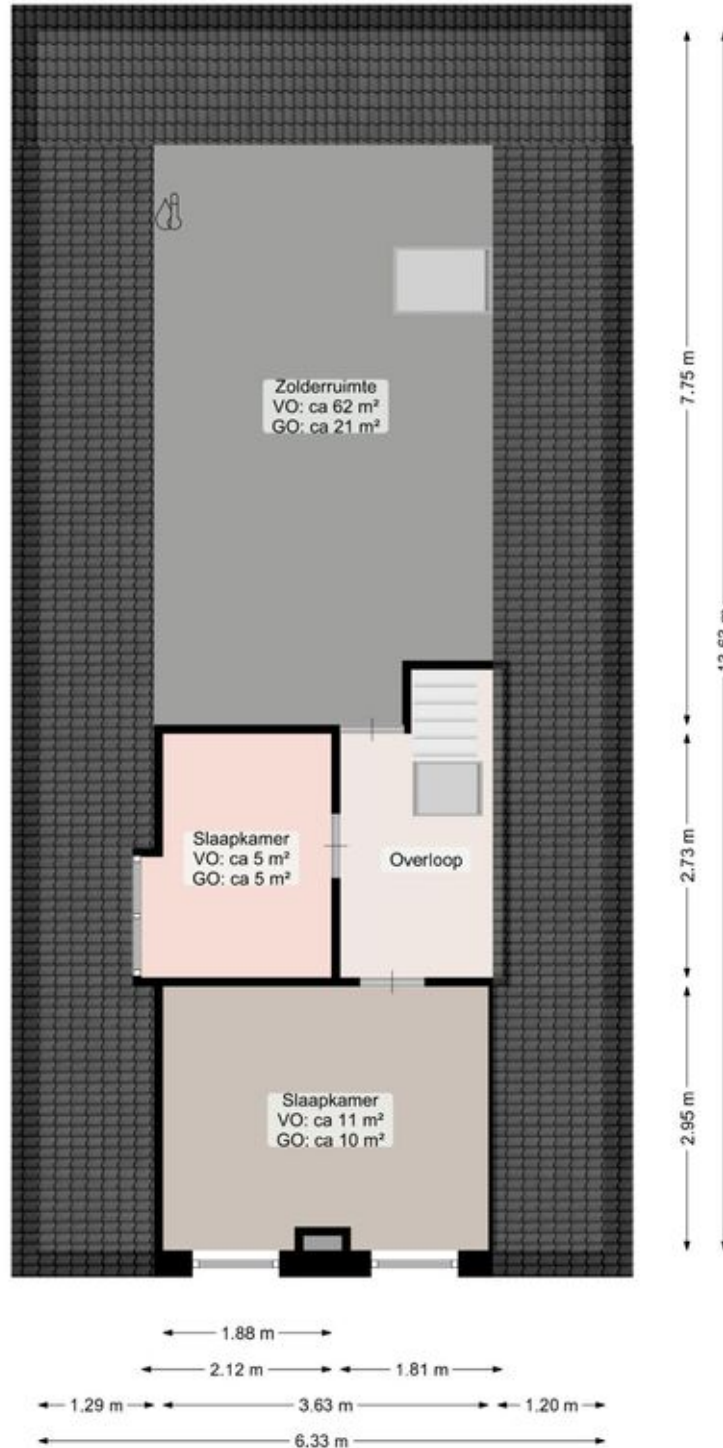 Zolderruimte
VO: ca 62 m²
GO: ca 21 m²
7.75 m
Slaapkamer
VO: ca 5 m²
GO: ca 5 m²
Overloop
2.73 m
Slaapkamer
VO: ca 11 m²
GO: ca 10 m²
2.95 m
1.88 m
2.12 m
1.81 m
1.29 m
3.63 m
1.20 m
6.33 m